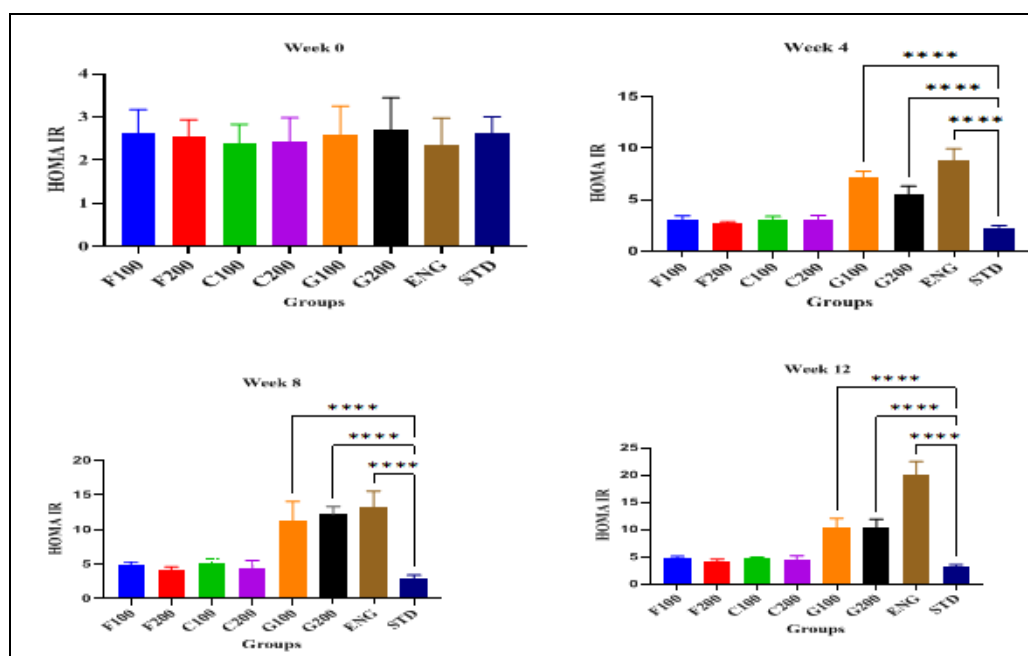 Week 0
HOMA IR
4
3
2
1
0
F100 F200 C100 C200 G100 G200 ENG STD
Groups
Week 4
****
****
****
HOMA IR
15
10
5
0
F100 F200 C100 C200 G100 G200 ENG STD
Groups
Week 8
****
****
****
HOMA IR
20
15
10
5
0
F100 F200 C100 C200 G100 G200 ENG STD
Groups
Week 12
****
****
****
HOMA IR
25
20
15
10
5
0
F100 F200 C100 C200 G100 G200 ENG STD
Groups